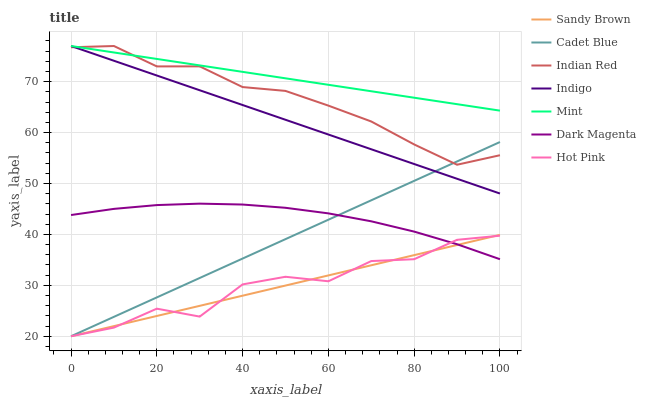 title
Sandy Brown
Cadet Blue
Indian Red
Indigo
Mint
Dark Magenta
Hot Pink
yaxis_label
70
60
50
40
30
20
0 20 40 60 80 100
xaxis_label